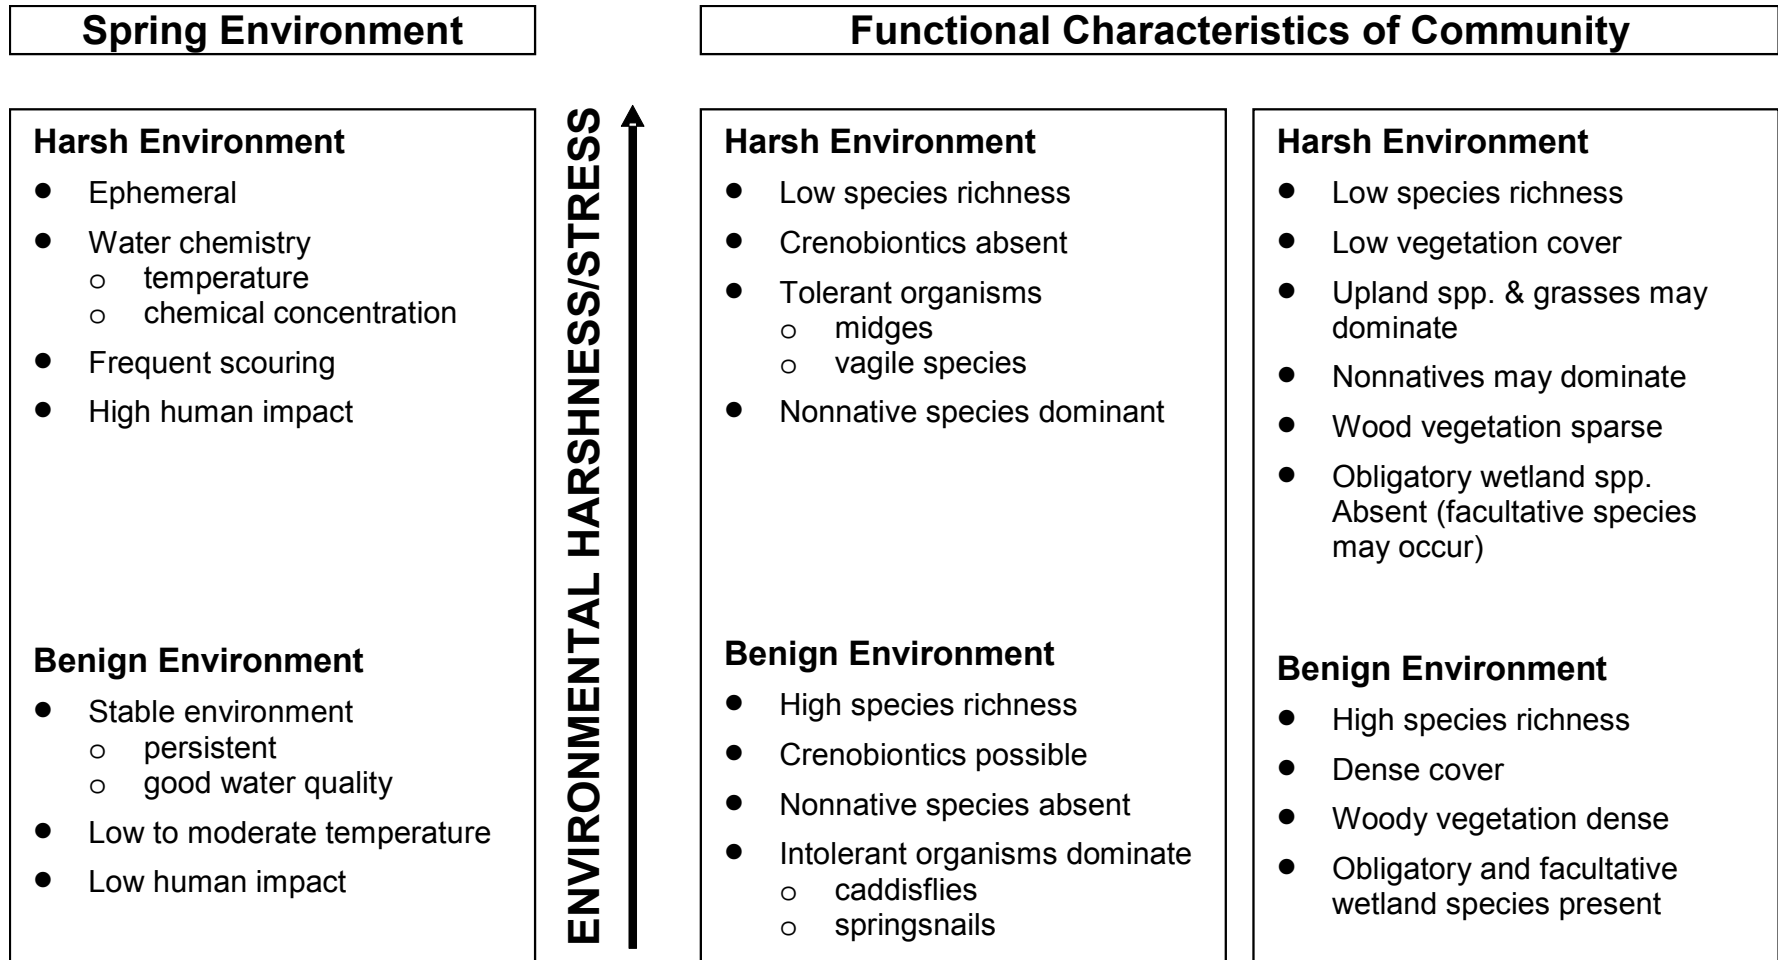 Spring Environment
Functional Characteristics of Community
Harsh Environment
● Ephemeral
● Water chemistry
o temperature
o chemical concentration
● Frequent scouring
● High human impact
Benign Environment
● Stable environment
o persistent
o good water quality
● Low to moderate temperature
● Low human impact
ENVIRONMENTAL HARSHNESS/STRESS
Harsh Environment
● Low species richness
● Crenobiontics absent
● Tolerant organisms
o midges
o vagile species
● Nonnative species dominant
Benign Environment
● High species richness
● Crenobiontics possible
● Nonnative species absent
● Intolerant organisms dominate
o caddisflies
o springsnails
Harsh Environment
● Low species richness
● Low vegetation cover
● Upland spp. & grasses may
dominate
● Nonnatives may dominate
● Wood vegetation sparse
● Obligatory wetland spp.
Absent (facultative species
may occur)
Benign Environment
● High species richness
● Dense cover
● Woody vegetation dense
● Obligatory and facultative
wetland species present